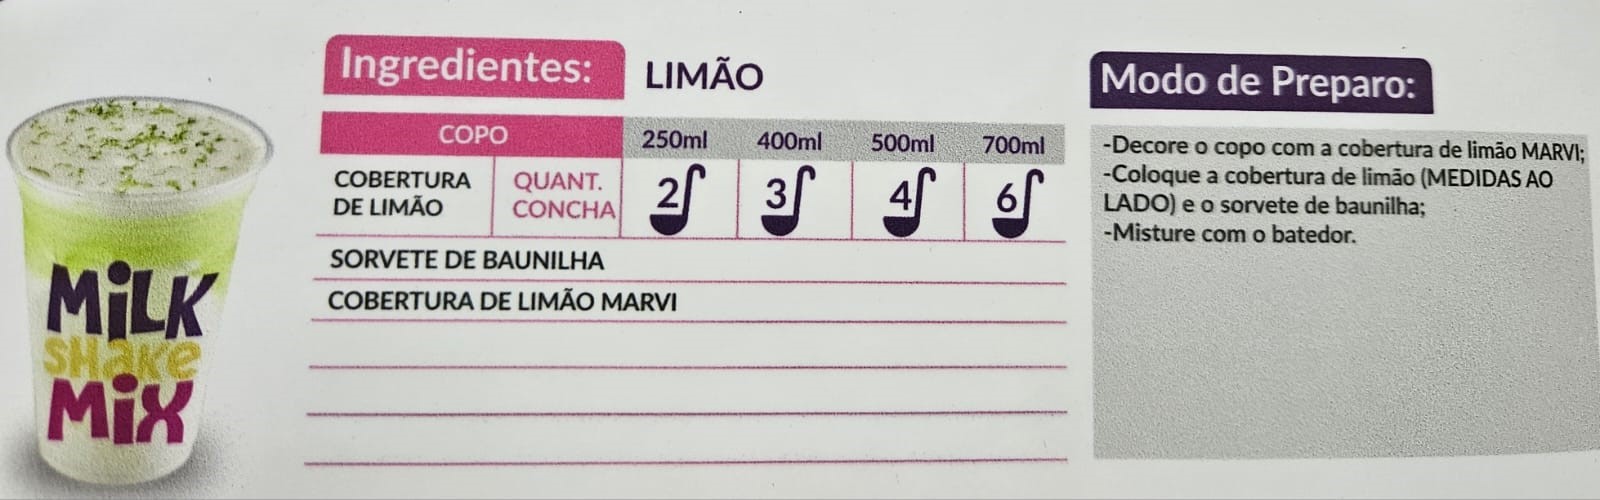 Ingredientes: LIMÃO
COPO 250ml 400ml 500ml 700ml
COBERTURA DE LIMÃO QUANT. CONCHA 2 3 4 6
SORVETE DE BAUNILHA
COBERTURA DE LIMÃO MARVI
Modo de Preparo:
-Decore o copo com a cobertura de limão MARVI;
-Coloque a cobertura de limão (MEDIDAS AO
LADO) e o sorvete de baunilha;
-Misture com o batedor.
MiLK
SHaKe
MiX